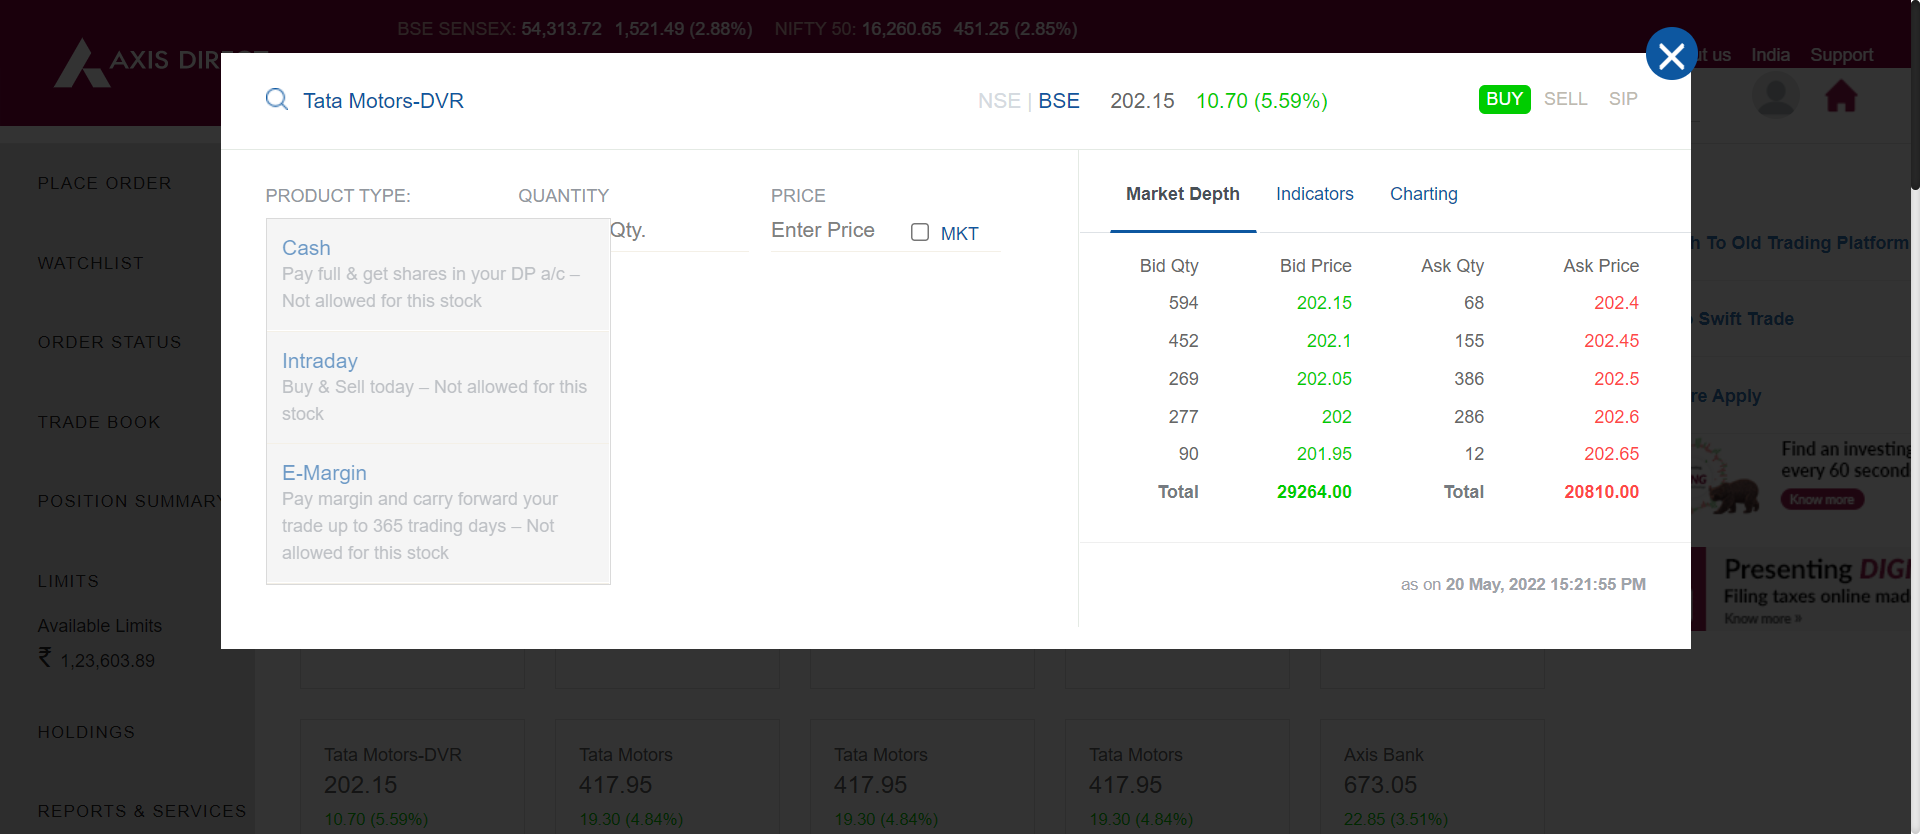 BSE SENSEX: 54,313.72 1,521.49 (2.88%) NIFTY 50: 16,260.65 451.25 (2.85%)
AXIS DIRECT
us India Support
Tata Motors-DVR
NSE | BSE 202.15 10.70 (5.59%)
BUY SELL SIP
PLACE ORDER
WATCHLIST
ORDER STATUS
TRADE BOOK
POSITION SUMMARY
LIMITS
Available Limits
₹ 1,23,603.89
HOLDINGS
REPORTS & SERVICES
PRODUCT TYPE: QUANTITY PRICE
Qty. Enter Price MKT
Cash
Pay full & get shares in your DP a/c –
Not allowed for this stock
Intraday
Buy & Sell today – Not allowed for this
stock
E-Margin
Pay margin and carry forward your
trade up to 365 trading days – Not
allowed for this stock
Market Depth Indicators Charting
Bid Qty Bid Price Ask Qty Ask Price
594 202.15 68 202.4
452 202.1 155 202.45
269 202.05 386 202.5
277 202 286 202.6
90 201.95 12 202.65
Total 29264.00 Total 20810.00
as on 20 May, 2022 15:21:55 PM
To Old Trading Platform
Swift Trade
Apply
Find an investing
every 60 second
Know more
Presenting DIGI
Filing taxes online mad
Know more »
Tata Motors-DVR
202.15
10.70 (5.59%)
Tata Motors
417.95
19.30 (4.84%)
Tata Motors
417.95
19.30 (4.84%)
Tata Motors
417.95
19.30 (4.84%)
Axis Bank
673.05
22.85 (3.51%)